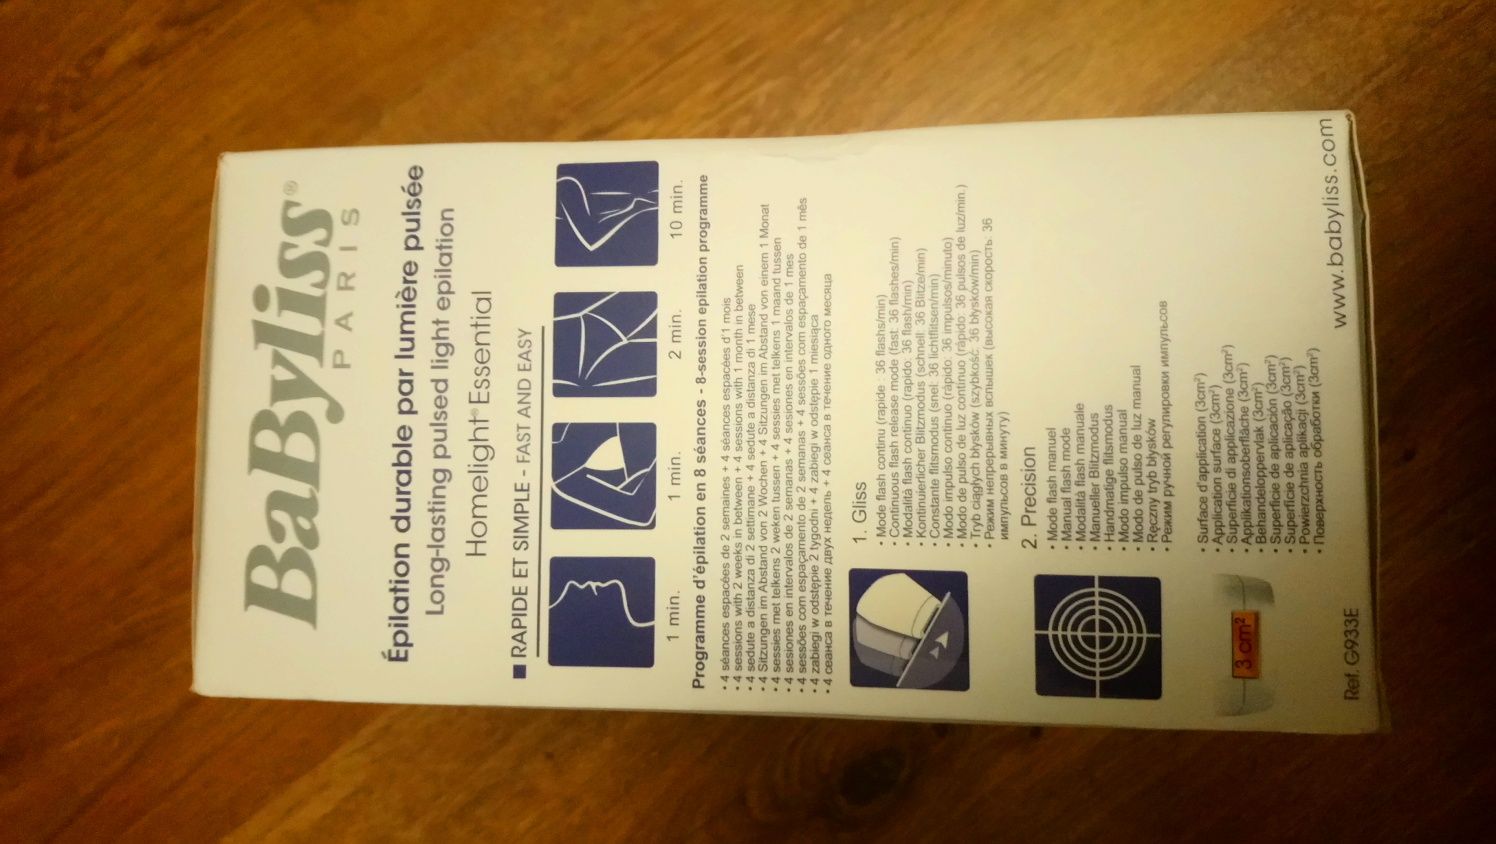 BaByliss®
PARIS
Épilation durable par lumière pulsée
Long-lasting pulsed light epilation
Homelight® Essential
RAPIDE ET SIMPLE - FAST AND EASY
1 min. 1 min. 2 min. 10 min.
Programme d'épilation en 8 séances - 8-session epilation programme
• 4 séances espacées de 2 semaines + 4 séances espacées d'1 mois
• 4 sessions with 2 weeks in between + 4 sessions with 1 month in between
• 4 sedute a distanza di 2 settimane + 4 sedute a distanza di 1 mese
• 4 Sitzungen im Abstand von 2 Wochen + 4 Sitzungen im Abstand von einem 1 Monat
• 4 sessies met telkens 2 weken tussen + 4 sessies met telkens 1 maand tussen
• 4 sesiones en intervalos de 2 semanas + 4 sesiones en intervalos de 1 mes
• 4 sessões com espaçamento de 2 semanas + 4 sessões com espaçamento de 1 mês
• 4 zabiegi w odstępie 2 tygodni + 4 zabiegi w odstępie 1 miesiąca
• 4 сеанса в течение двух недель + 4 сеанса в течение одного месяца
1. Gliss
• Mode flash continu (rapide : 36 flashs/min)
• Continuous flash release mode (fast: 36 flashes/min)
• Modalità flash continuo (rapido: 36 flash/min)
• Kontinuierlicher Blitzmodus (schnell: 36 Blitze/min)
• Constante flitsmodus (snel: 36 lichtflitsen/min)
• Modo impulso continuo (rápido: 36 impulsos/minuto)
• Modo de pulso de luz contínuo (rápido: 36 pulsos de luz/min.)
• Tryb ciągłych błysków (szybkość: 36 błysków/min)
• Режим непрерывных вспышек (высокая скорость: 36
импульсов в минуту)
2. Precision
• Mode flash manuel
• Manual flash mode
• Modalità flash manuale
• Manueller Blitzmodus
• Handmatige flitsmodus
• Modo impulso manual
• Modo de pulso de luz manual
• Ręczny tryb błysków
• Режим ручной регулировки импульсов
3 cm²
• Surface d'application (3cm²)
• Application surface (3cm²)
• Superficie di applicazione (3cm²)
• Applikationsoberfläche (3cm²)
• Behandeloppervlak (3cm²)
• Superficie de aplicación (3cm²)
• Superfície de aplicação (3cm²)
• Powierzchnia aplikacji (3cm²)
• Поверхность обработки (3cm²)
Ref. G933E
www.babyliss.com